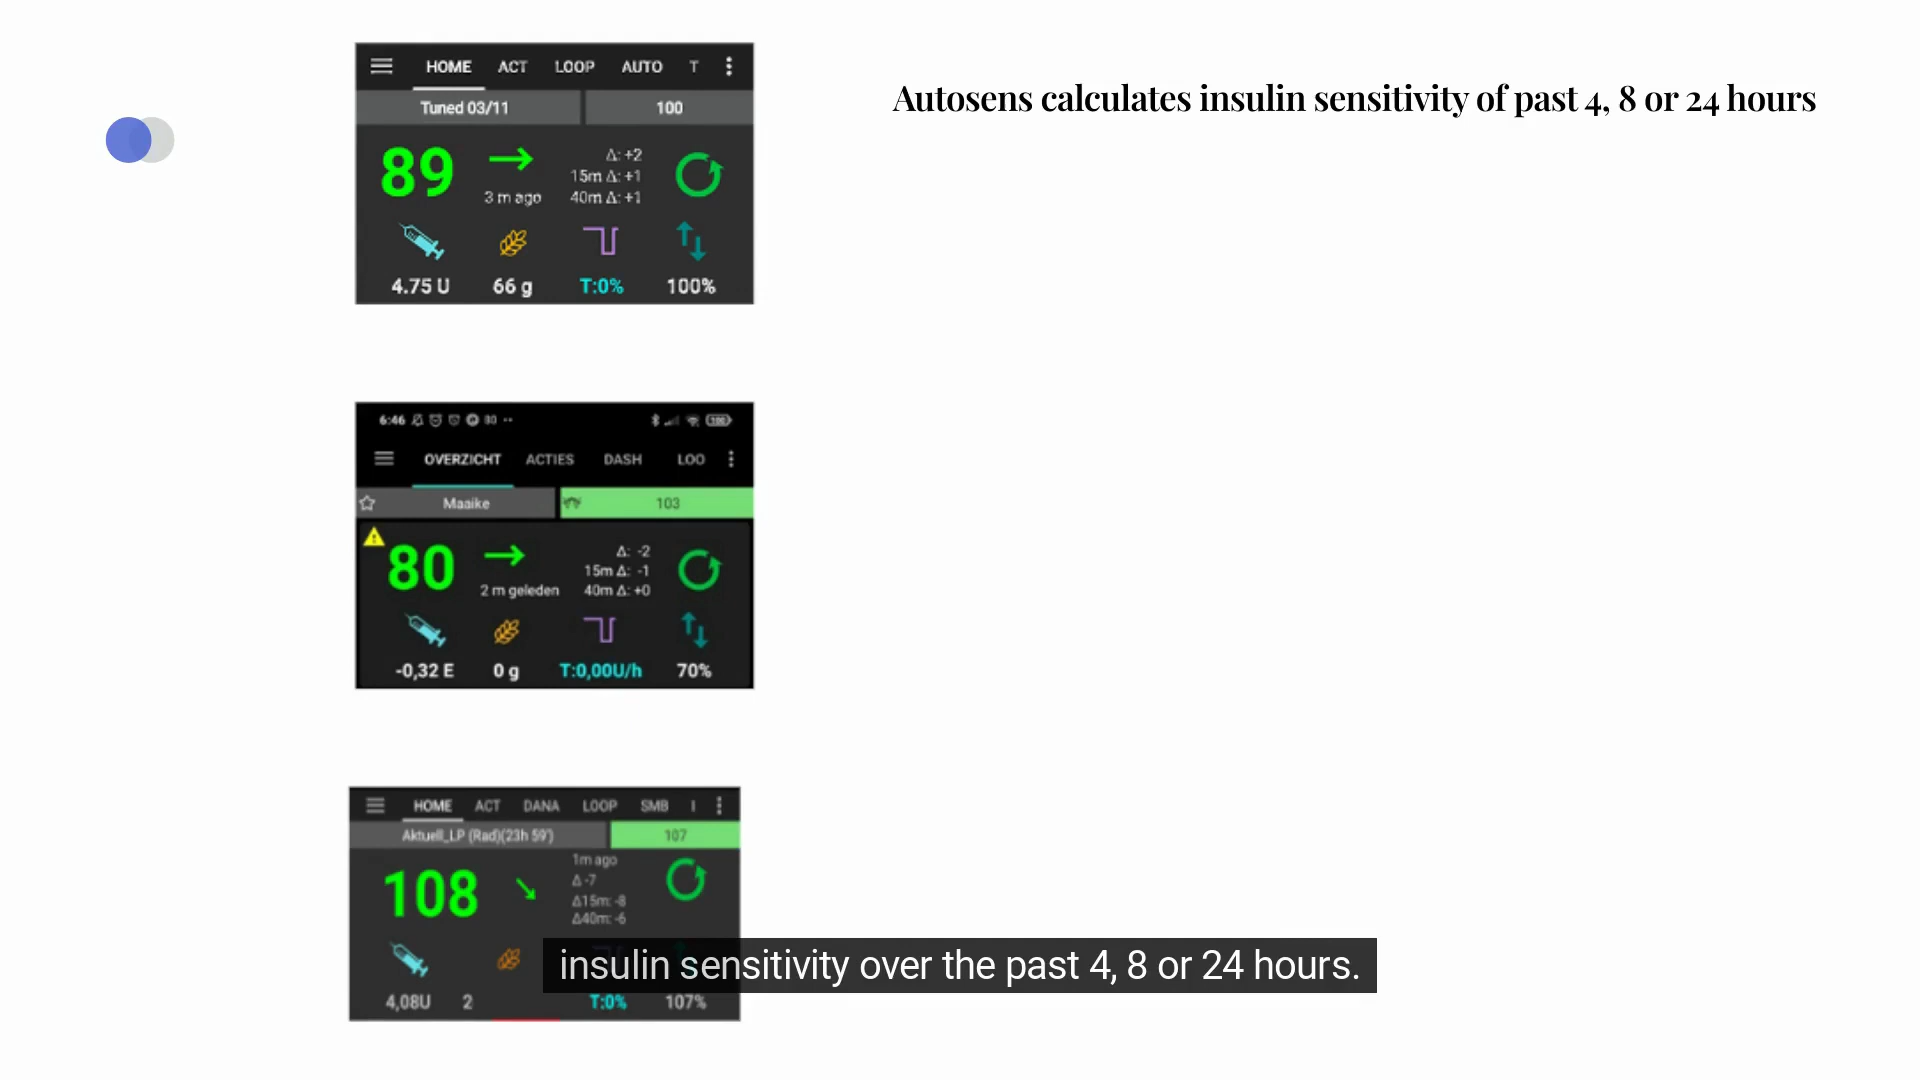 HOME ACT LOOP AUTO T
Tuned 03/11 100
89
Δ: +2
15m Δ: +1
3 m ago 40m Δ: +1
4.75 U 66 g T:0% 100%
Autosens calculates insulin sensitivity of past 4, 8 or 24 hours
6:46 80
OVERZICHT ACTIES DASH LOO
Maaike 103
80
Δ: -2
15m Δ: -1
2 m geleden 40m Δ: +0
-0,32 E 0 g T:0,00U/h 70%
HOME ACT DANA LOOP SMB I
Aktuell_LP (Rad)(23h 59') 107
108
1m ago
Δ -7
Δ15m: -8
Δ40m: -6
insulin sensitivity over the past 4, 8 or 24 hours.
4,08U 2 T:0% 107%